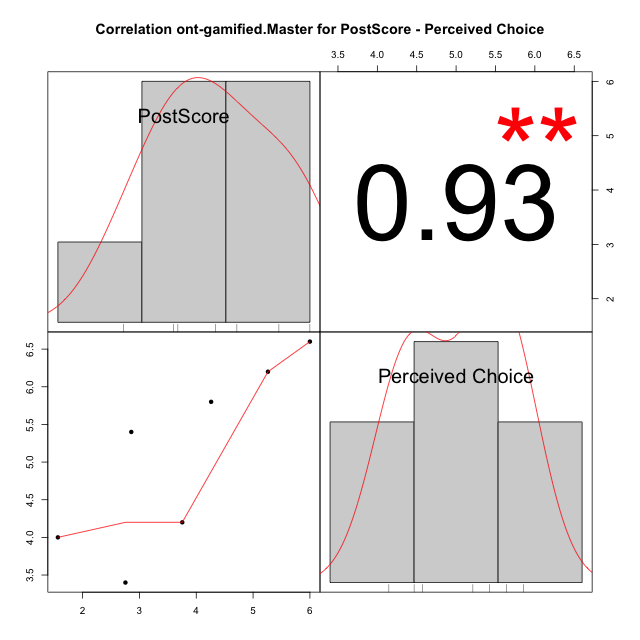 Correlation ont-gamified.Master for PostScore - Perceived Choice
3.5 4.0 4.5 5.0 5.5 6.0 6.5
PostScore
**
0.93
6
5
4
3
2
Perceived Choice
6.5
6.0
5.5
5.0
4.5
4.0
3.5
2 3 4 5 6